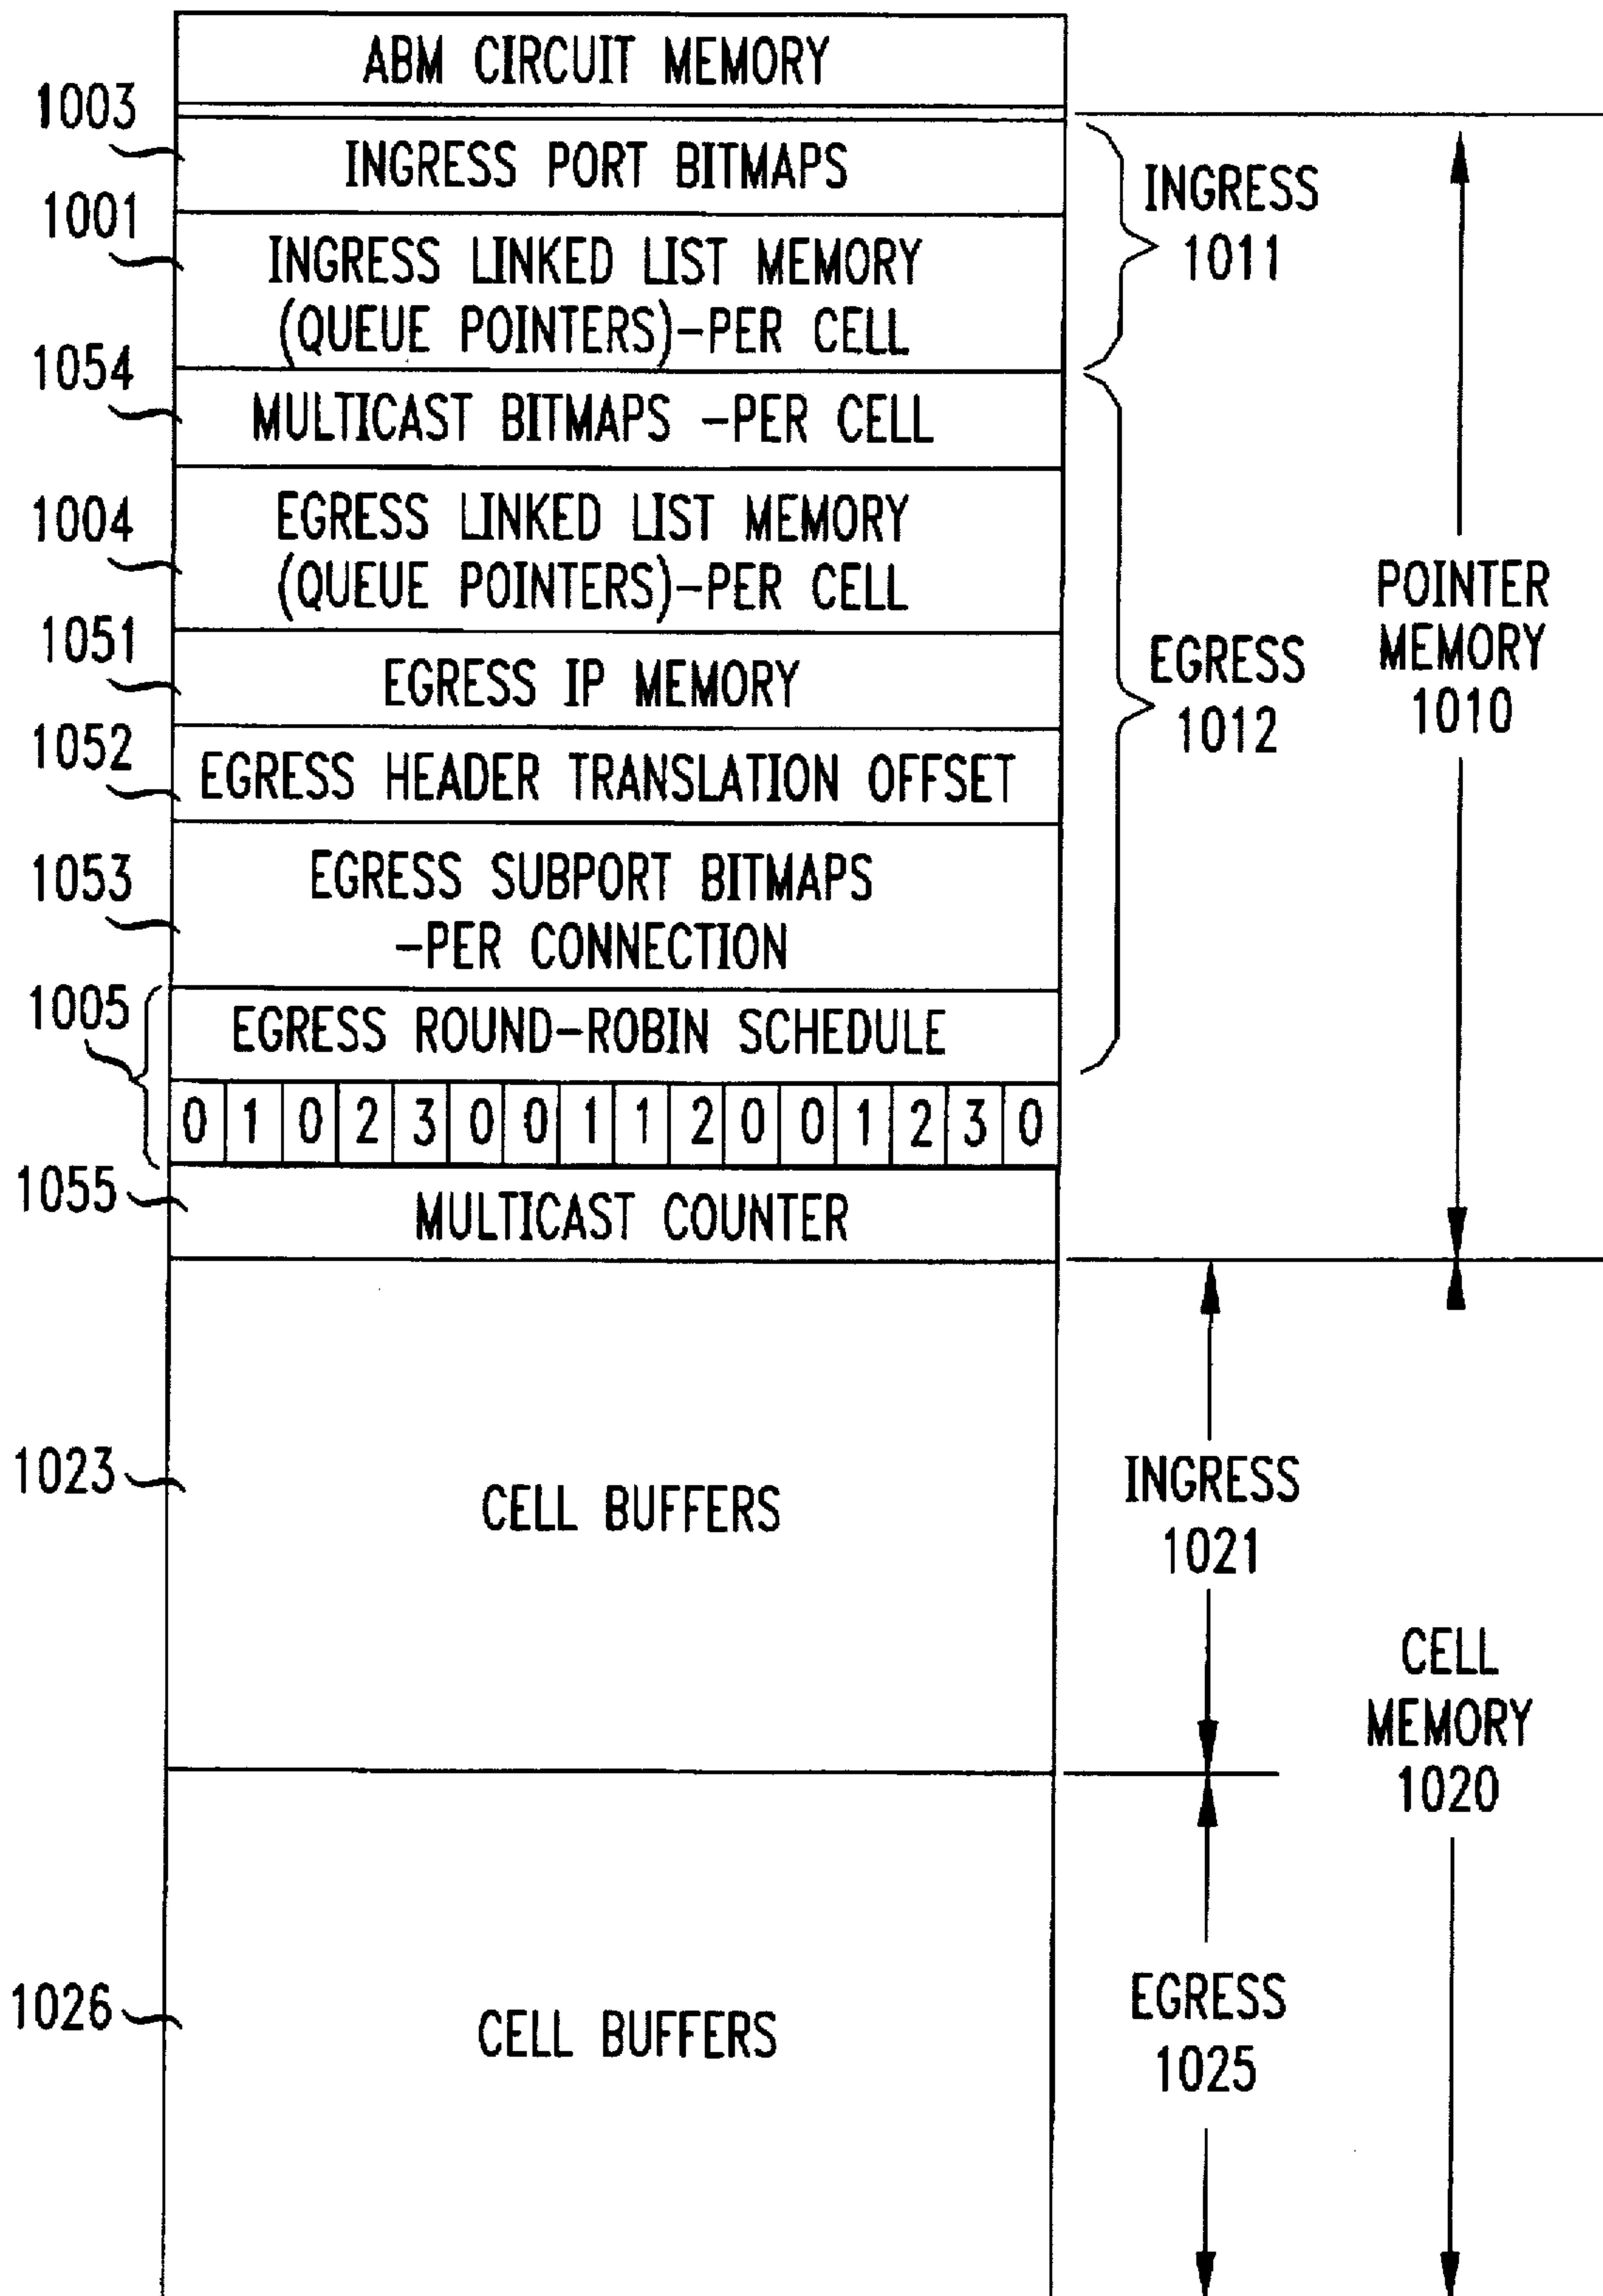 ABM CIRCUIT MEMORY
1003
INGRESS PORT BITMAPS
1001
INGRESS LINKED LIST MEMORY
(QUEUE POINTERS)-PER CELL
INGRESS
1011
1054
MULTICAST BITMAPS -PER CELL
1004
EGRESS LINKED LIST MEMORY
(QUEUE POINTERS)-PER CELL
1051
EGRESS IP MEMORY
1052
EGRESS HEADER TRANSLATION OFFSET
1053
EGRESS SUBPORT BITMAPS
-PER CONNECTION
1005
EGRESS ROUND-ROBIN SCHEDULE
0 1 0 2 3 0 0 1 1 2 0 0 1 2 3 0
EGRESS
1012
1055
MULTICAST COUNTER
POINTER
MEMORY
1010
1023
CELL BUFFERS
INGRESS
1021
1026
CELL BUFFERS
EGRESS
1025
CELL
MEMORY
1020